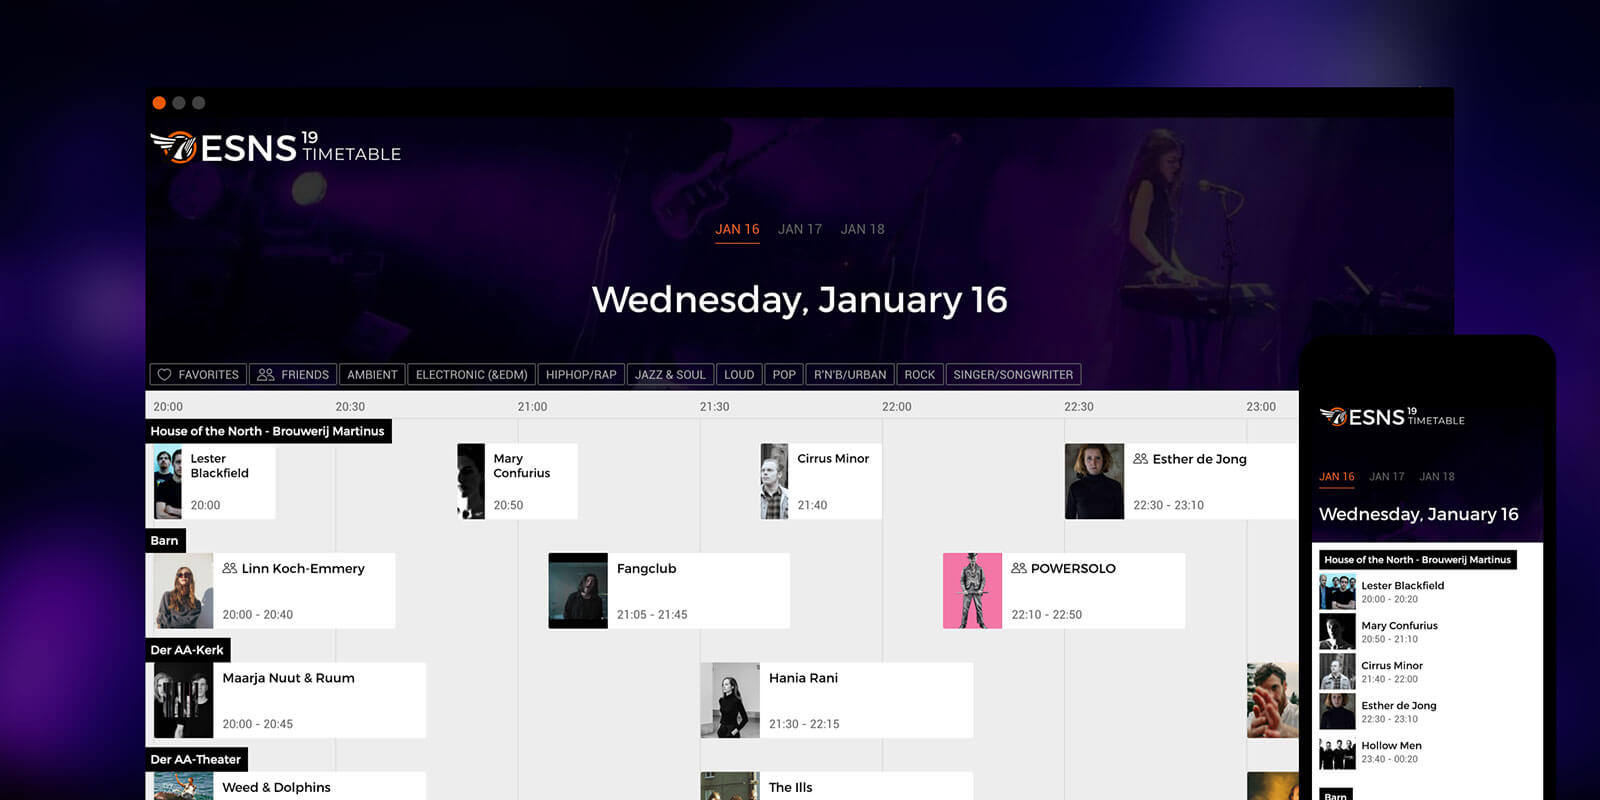 ESNS 19
TIMETABLE
JAN 16 JAN 17 JAN 18
Wednesday, January 16
FAVORITES FRIENDS AMBIENT ELECTRONIC (&EDM) HIPHOP/RAP JAZZ & SOUL LOUD POP R'N'B/URBAN ROCK SINGER/SONGWRITER
20:00 20:30 21:00 21:30 22:00 22:30 23:00
House of the North - Brouwerij Martinus
Lester
Blackfield
20:00
Mary
Confurius
20:50
Cirrus Minor
21:40
Esther de Jong
22:30 - 23:10
Barn
Linn Koch-Emmery
20:00 - 20:40
Fangclub
21:05 - 21:45
POWERSOLO
22:10 - 22:50
Der AA-Kerk
Maarja Nuut & Ruum
20:00 - 20:45
Hania Rani
21:30 - 22:15
Der AA-Theater
Weed & Dolphins
The Ills
ESNS 19
TIMETABLE
JAN 16 JAN 17 JAN 18
Wednesday, January 16
House of the North - Brouwerij Martinus
Lester Blackfield
20:00 - 20:20
Mary Confurius
20:50 - 21:10
Cirrus Minor
21:40 - 22:00
Esther de Jong
22:30 - 23:10
Hollow Men
23:40 - 00:20
Barn